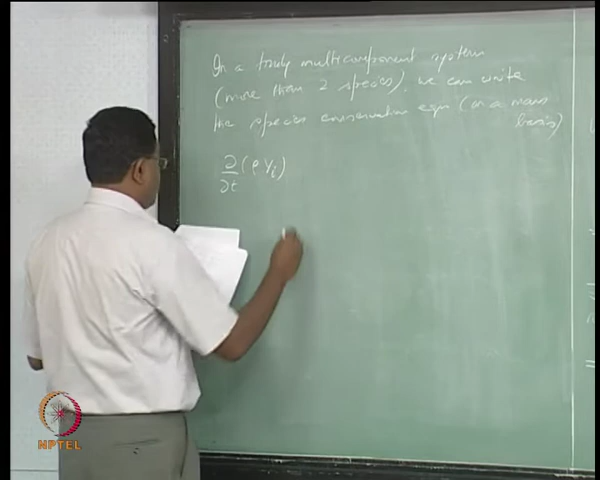 In a truly multicomponent system
(more than 2 species), we can write
the species conservation eqn (on a mass
basis)
∂/∂t (ρ Yi)
NPTEL